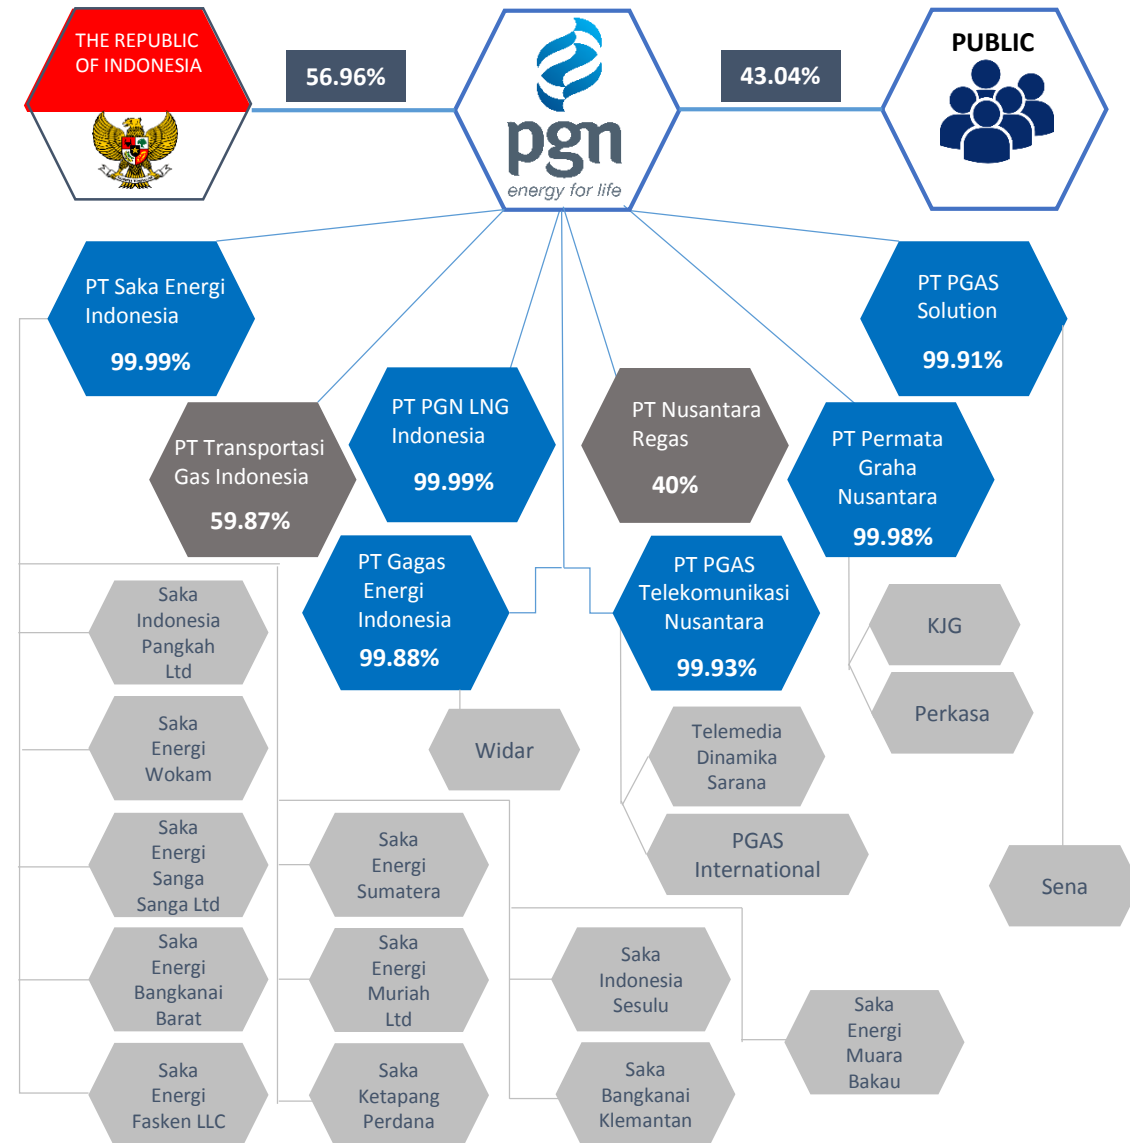 THE REPUBLIC
OF INDONESIA
56.96%
pgn
energy for life
43.04%
PUBLIC
PT Saka Energi
Indonesia
99.99%
PT PGAS
Solution
99.91%
PT Transportasi
Gas Indonesia
59.87%
PT PGN LNG
Indonesia
99.99%
PT Nusantara
Regas
40%
PT Permata
Graha
Nusantara
99.98%
PT Gagas
Energi
Indonesia
99.88%
PT PGAS
Telekomunikasi
Nusantara
99.93%
Saka
Indonesia
Pangkah
Ltd
KJG
Perkasa
Saka
Energi
Wokam
Widar
Telemedia
Dinamika
Sarana
PGAS
International
Saka
Energi
Sanga
Sanga Ltd
Saka
Energi
Sumatera
Sena
Saka
Energi
Bangkanai
Barat
Saka
Energi
Muriah
Ltd
Saka
Indonesia
Sesulu
Saka
Energi
Muara
Bakau
Saka
Energi
Fasken LLC
Saka
Ketapang
Perdana
Saka
Bangkanai
Klemantan